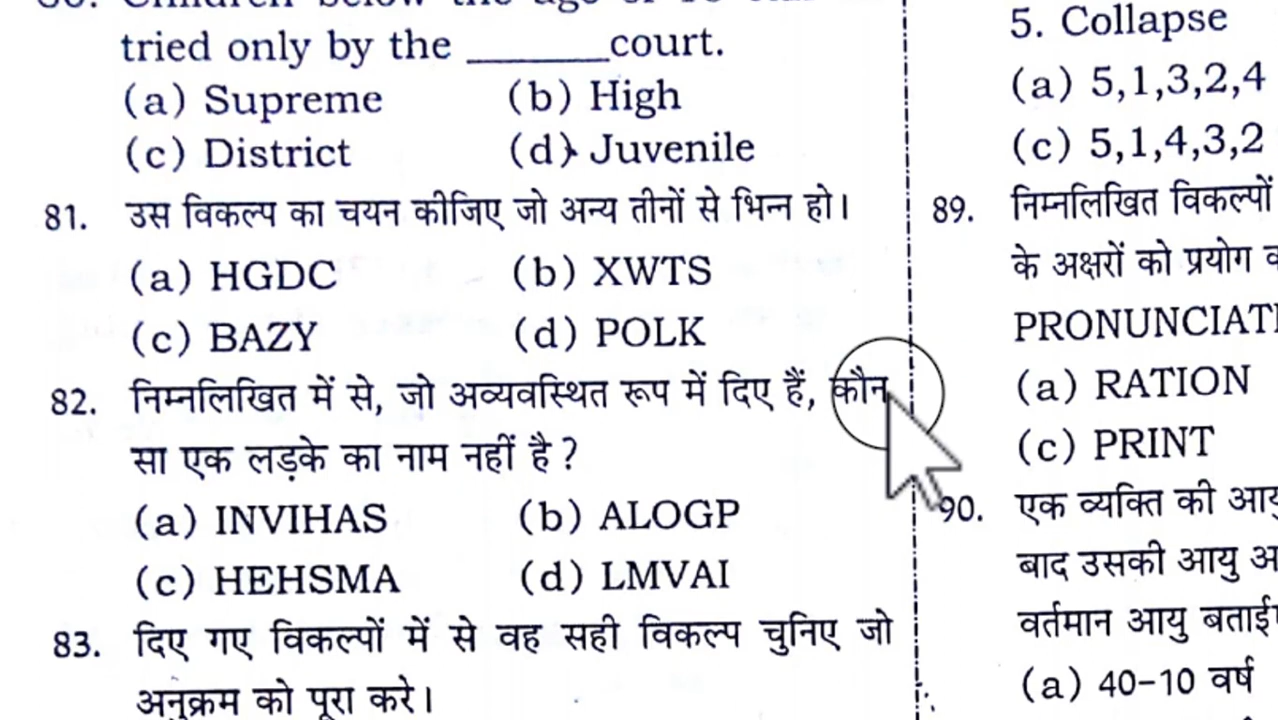 tried only by the _______court.
(a) Supreme (b) High
(c) District (d) Juvenile
81. उस विकल्प का चयन कीजिए जो अन्य तीनों से भिन्न हो।
(a) HGDC (b) XWTS
(c) BAZY (d) POLK
82. निम्नलिखित में से, जो अव्यवस्थित रूप में दिए हैं, कौन
सा एक लड़के का नाम नहीं है ?
(a) INVIHAS (b) ALOGP
(c) HEHSMA (d) LMVAI
83. दिए गए विकल्पों में से वह सही विकल्प चुनिए जो
अनुक्रम को पूरा करे।
5. Collapse
(a) 5,1,3,2,4
(c) 5,1,4,3,2
89. निम्नलिखित विकल्पों
के अक्षरों को प्रयोग
PRONUNCIATI
(a) RATION
(c) PRINT
90. एक व्यक्ति की
बाद उसकी आयु
वर्तमान आयु
(a) 40-10 वर्ष